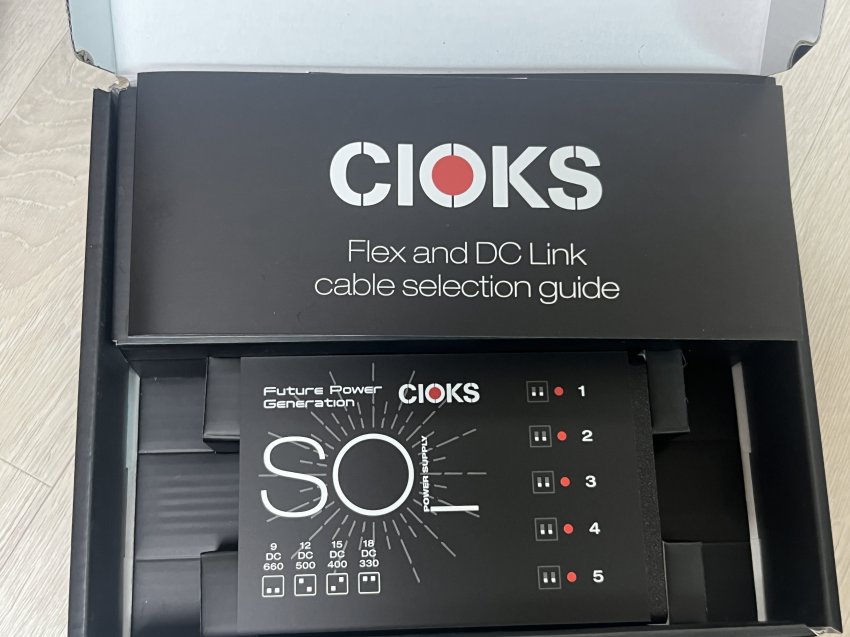 CIOKS
Flex and DC Link
cable selection guide
Future Power
Generation
CIOKS
SOL
POWER SUPPLY
1
2
3
4
5
9 12 15 18
DC DC DC DC
660 500 400 330